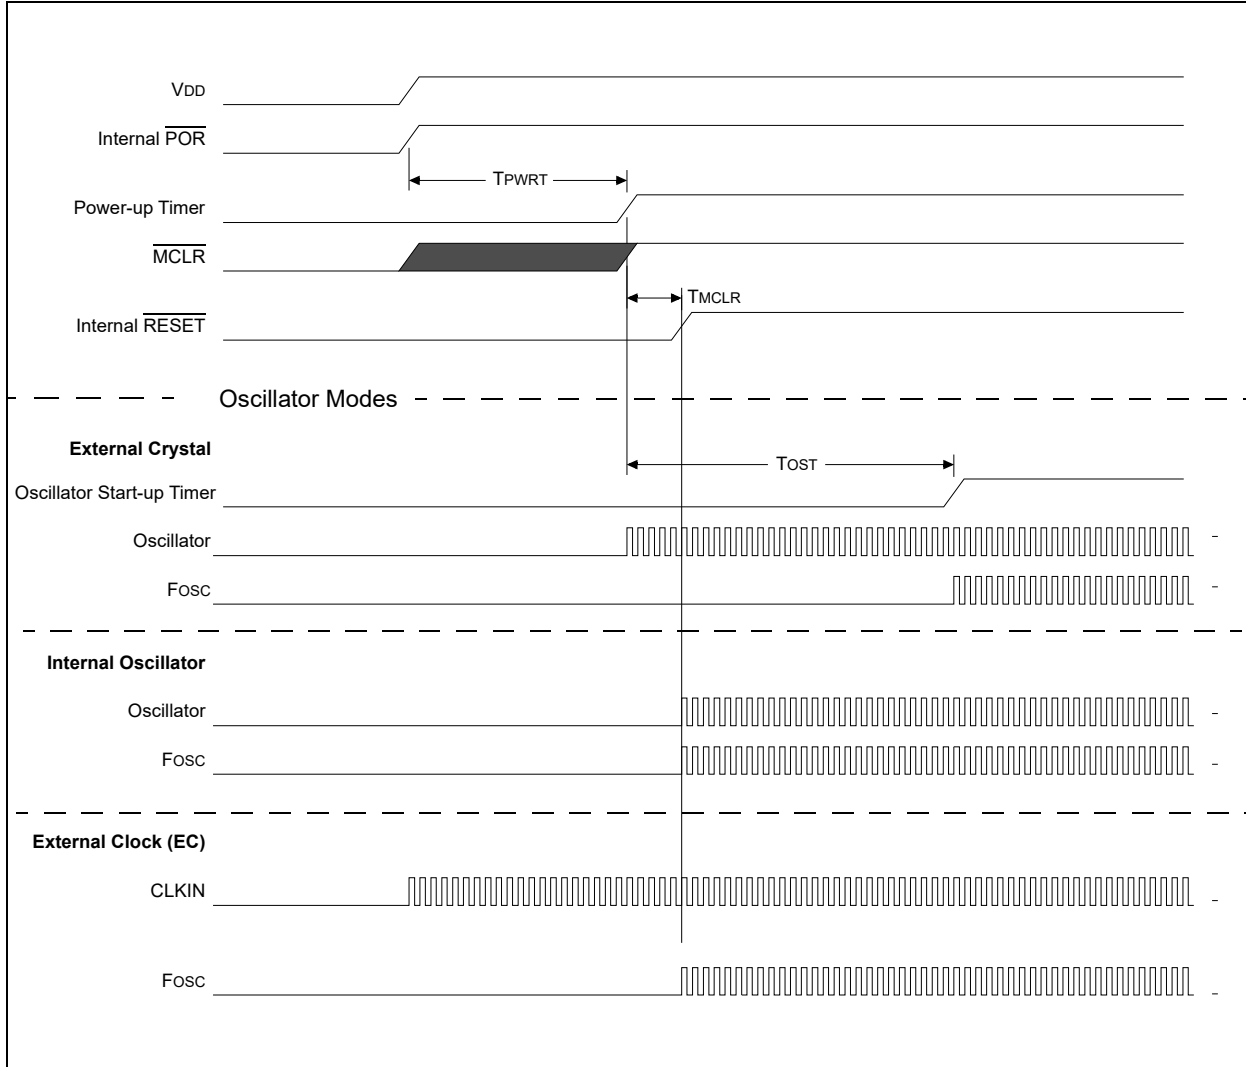 VDD
Internal POR
TPWRT
Power-up Timer
MCLR
TMCLR
Internal RESET
Oscillator Modes
External Crystal
TOST
Oscillator Start-up Timer
Oscillator
FOSC
Internal Oscillator
Oscillator
FOSC
External Clock (EC)
CLKIN
FOSC